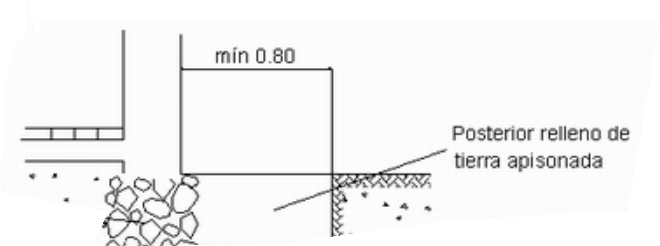 mín 0.80
Posterior relleno de
tierra apisonada